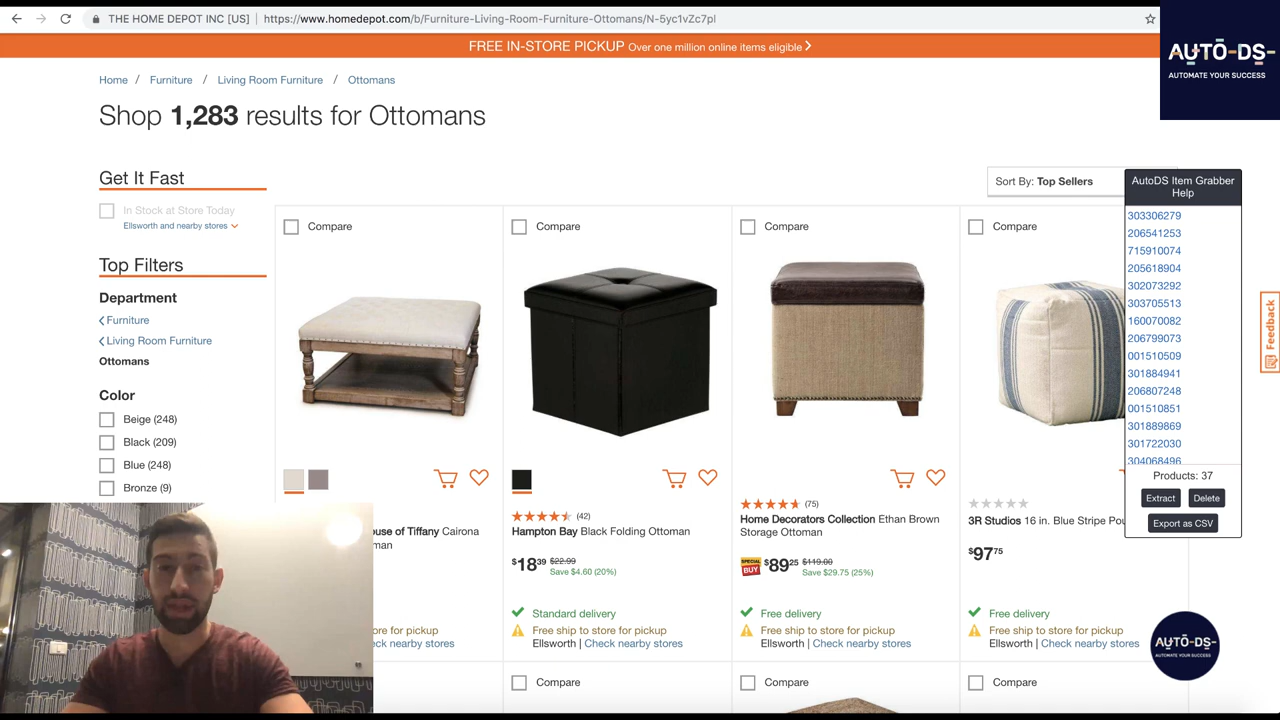 THE HOME DEPOT INC [US]
https://www.homedepot.com/b/Furniture-Living-Room-Furniture-Ottomans/N-5yc1vZc7pl
FREE IN-STORE PICKUP Over one million online items eligible
AUTO-DS-
AUTOMATE YOUR SUCCESS
Home / Furniture / Living Room Furniture / Ottomans
Shop 1,283 results for Ottomans
Get It Fast
In Stock at Store Today
Ellsworth and nearby stores
Top Filters
Department
Furniture
Living Room Furniture
Ottomans
Color
Beige (248)
Black (209)
Blue (248)
Bronze (9)
Sort By: Top Sellers
Compare
Compare
Compare
Compare
AutoDS Item Grabber
Help
303306279
206541253
715910074
205618904
302073292
303705513
160070082
206799073
001510509
301884941
206807248
001510851
301889869
301722030
304068496
Products: 37
Extract
Delete
Export as CSV
Feedback
ouse of Tiffany Cairona
man
ore for pickup
eck nearby stores
(42)
Hampton Bay Black Folding Ottoman
$18 39 $22.99
Save $4.60 (20%)
Standard delivery
Free ship to store for pickup
Ellsworth | Check nearby stores
(75)
Home Decorators Collection Ethan Brown
Storage Ottoman
SPECIAL BUY $89 25 $119.00
Save $29.75 (25%)
Free delivery
Free ship to store for pickup
Ellsworth | Check nearby stores
3R Studios 16 in. Blue Stripe Pou
$97 75
Free delivery
Free ship to store for pickup
Ellsworth | Check nearby stores
AUTO-DS-
AUTOMATE YOUR SUCCESS
Compare
Compare
Compare